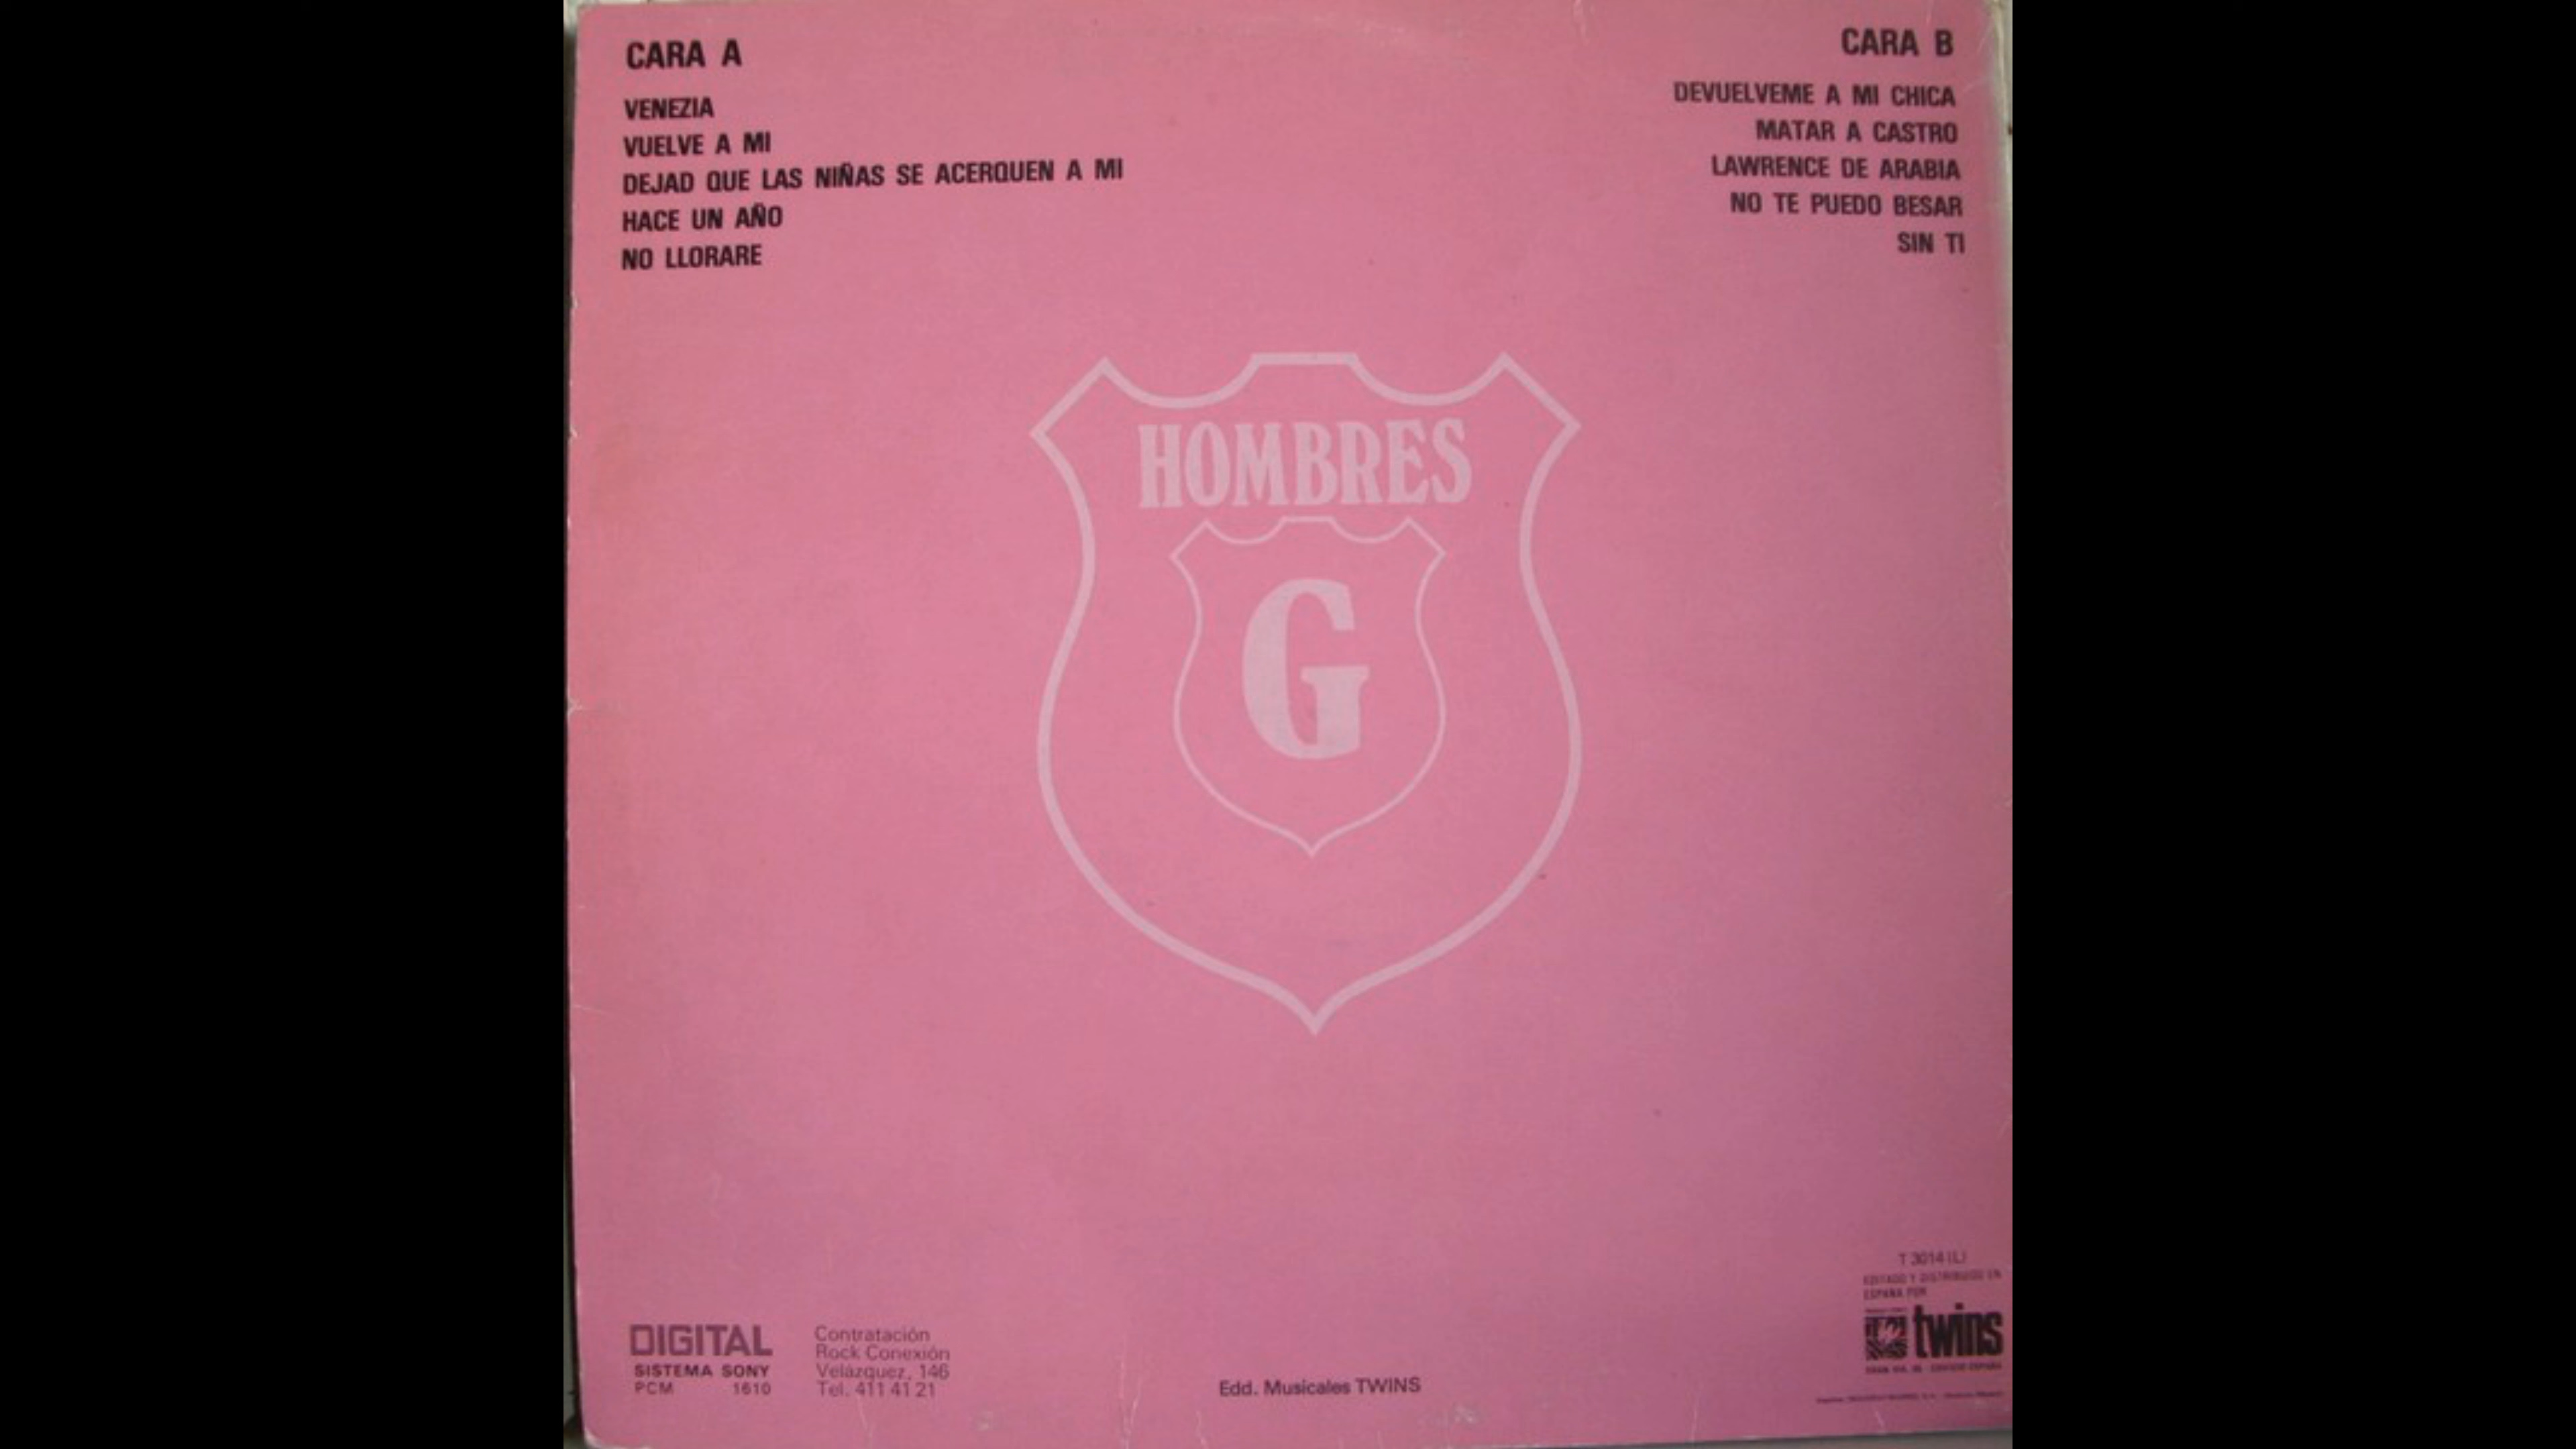 CARA A
VENEZIA
VUELVE A MI
DEJAD QUE LAS NIÑAS SE ACERQUEN A MI
HACE UN AÑO
NO LLORARE
CARA B
DEVUELVEME A MI CHICA
MATAR A CASTRO
LAWRENCE DE ARABIA
NO TE PUEDO BESAR
SIN TI
HOMBRES
G
DIGITAL
SISTEMA SONY
PCM 1610
Contratación
Rock Conexión
Velázquez, 146
Tel. 411 41 21
Edd. Musicales TWINS
T 3014 (L)
EDITADO Y DISTRIBUIDO EN
ESPAÑA POR
twins